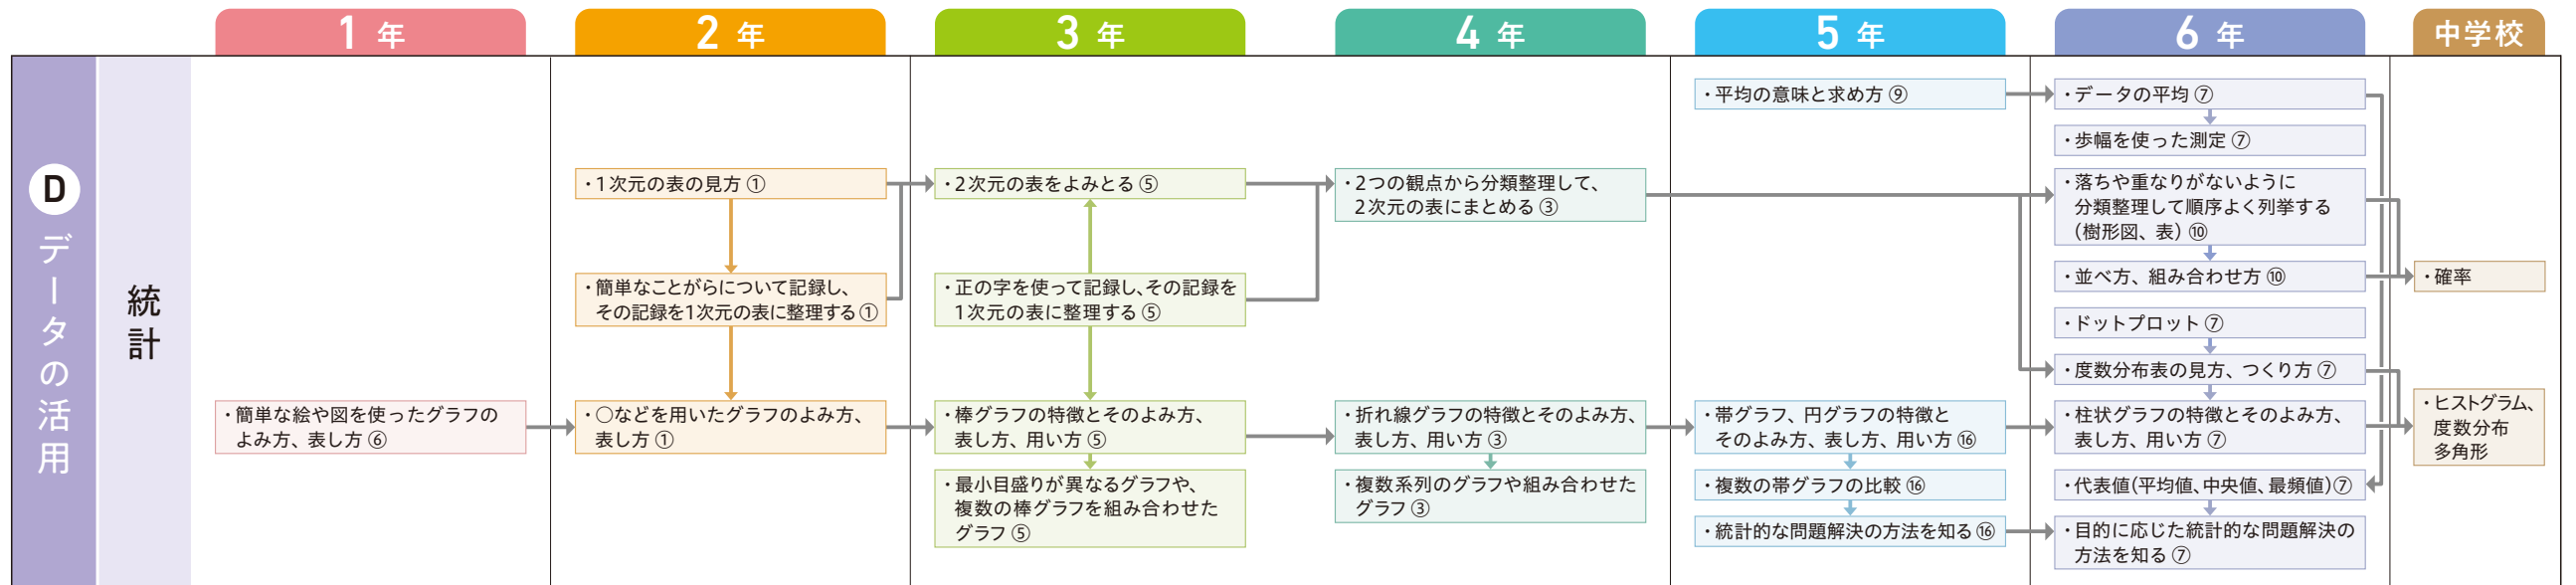 1 年
2 年
3 年
4 年
5 年
6 年
中学校
D
データの活用
統計
・簡単な絵や図を使ったグラフの
よみ方、表し方 ⑥
・1次元の表の見方 ①
・簡単なことがらについて記録し、
その記録を1次元の表に整理する ①
・○などを用いたグラフのよみ方、
表し方 ①
・2次元の表をよみとる ⑤
・正の字を使って記録し、その記録を
1次元の表に整理する ⑤
・棒グラフの特徴とそのよみ方、
表し方、用い方 ⑤
・最小目盛りが異なるグラフや、
複数の棒グラフを組み合わせた
グラフ ⑤
・2つの観点から分類整理して、
2次元の表にまとめる ③
・折れ線グラフの特徴とそのよみ方、
表し方、用い方 ③
・複数系列のグラフや組み合わせた
グラフ ③
・平均の意味と求め方 ⑨
・帯グラフ、円グラフの特徴と
そのよみ方、表し方、用い方 ⑯
・複数の帯グラフの比較 ⑯
・統計的な問題解決の方法を知る ⑯
・データの平均 ⑦
・歩幅を使った測定 ⑦
・落ちや重なりがないように
分類整理して順序よく列挙する
(樹形図、表) ⑩
・並べ方、組み合わせ方 ⑩
・ドットプロット ⑦
・度数分布表の見方、つくり方 ⑦
・柱状グラフの特徴とそのよみ方、
表し方、用い方 ⑦
・代表値(平均値、中央値、最頻値) ⑦
・目的に応じた統計的な問題解決の
方法を知る ⑦
・確率
・ヒストグラム、
度数分布
多角形